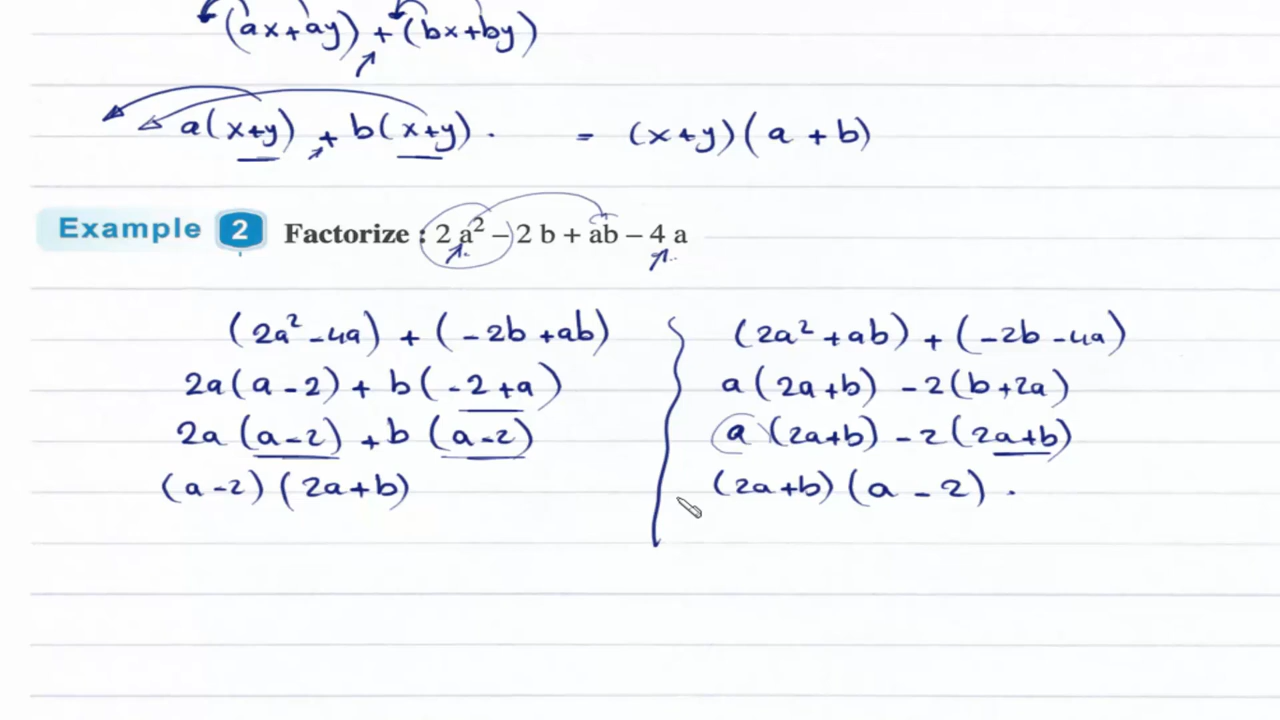 (ax+ay) + (bx+by)
a(x+y) + b(x+y) . = (x+y)(a + b)
Example 2 Factorize : 2 a² – 2 b + ab – 4 a
(2a² -4a) + (-2b +ab)
2a(a-2) + b(-2+a)
2a (a-2) +b (a-2)
(a-2) (2a+b)
(2a² +ab) + (-2b -4a)
a(2a+b) -2(b+2a)
a (2a+b) -2(2a+b)
(2a+b)(a-2) .